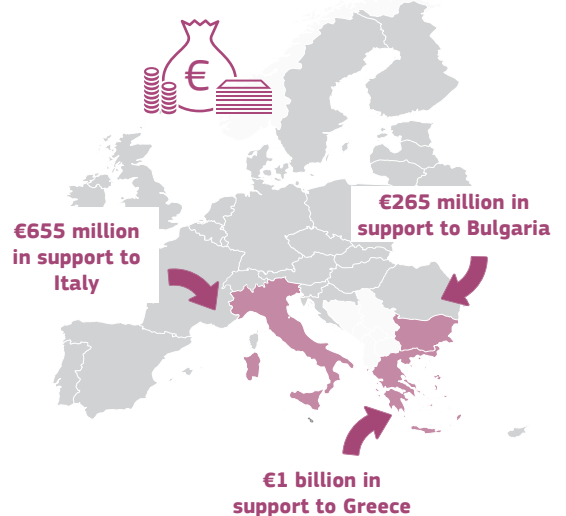 €
€265 million in
support to Bulgaria
€655 million
in support to
Italy
€1 billion in
support to Greece